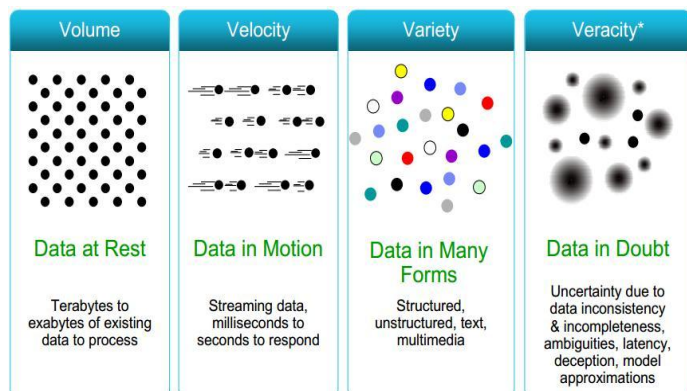 Volume
Data at Rest
Terabytes to
exabytes of existing
data to process
Velocity
Data in Motion
Streaming data,
milliseconds to
seconds to respond
Variety
Data in Many
Forms
Structured,
unstructured, text,
multimedia
Veracity*
Data in Doubt
Uncertainty due to
data inconsistency
& incompleteness,
ambiguities, latency,
deception, model
approximations